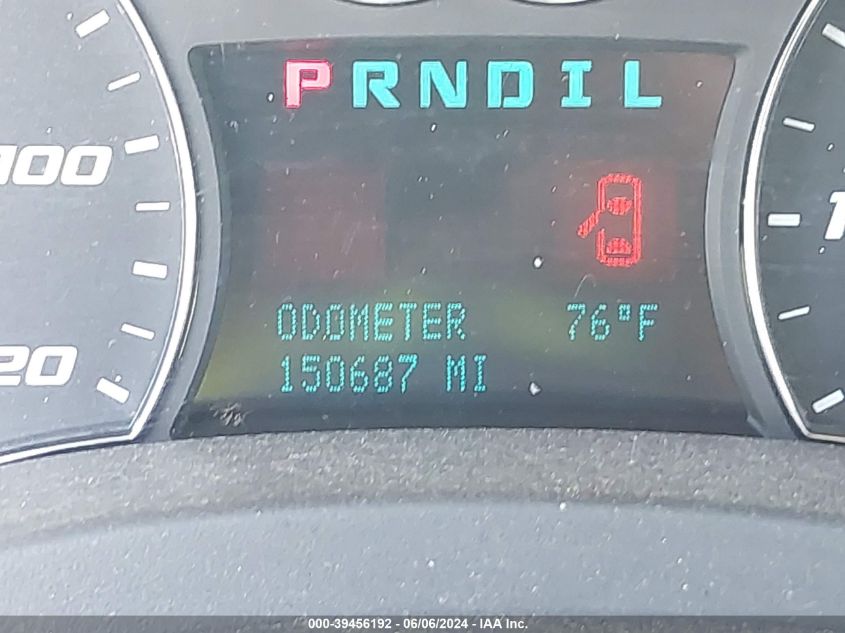 PRNDIL
100
ODOMETER 76°F
20
150687 MI
000-39456192 - 06/06/2024 - IAA Inc.